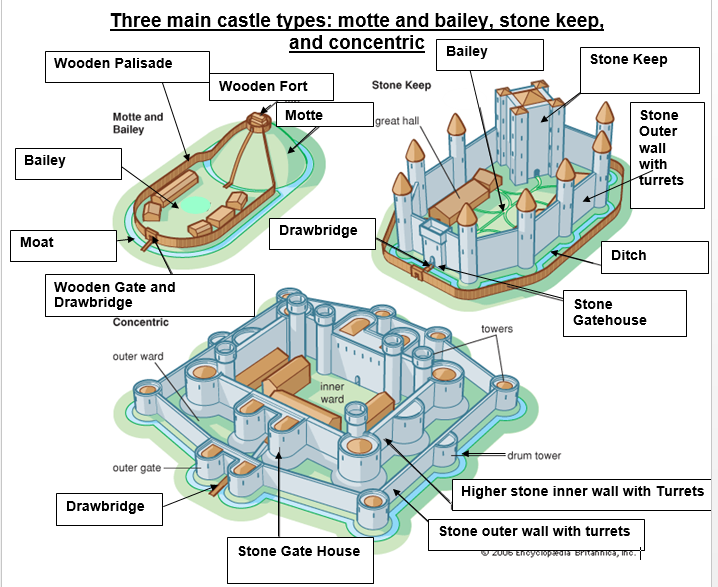 Three main castle types: motte and bailey, stone keep,
and concentric
Wooden Palisade
Wooden Fort
Motte and
Bailey
Motte
Bailey
Moat
Wooden Gate and
Drawbridge
Stone Keep
great hall
Bailey
Stone Keep
Stone
Outer
wall
with
turrets
Drawbridge
Ditch
Stone
Gatehouse
Concentric
outer ward
towers
inner
ward
outer gate
drum tower
Drawbridge
Higher stone inner wall with Turrets
Stone outer wall with turrets
Stone Gate House
© 2006 Encyclopædia Britannica, Inc.